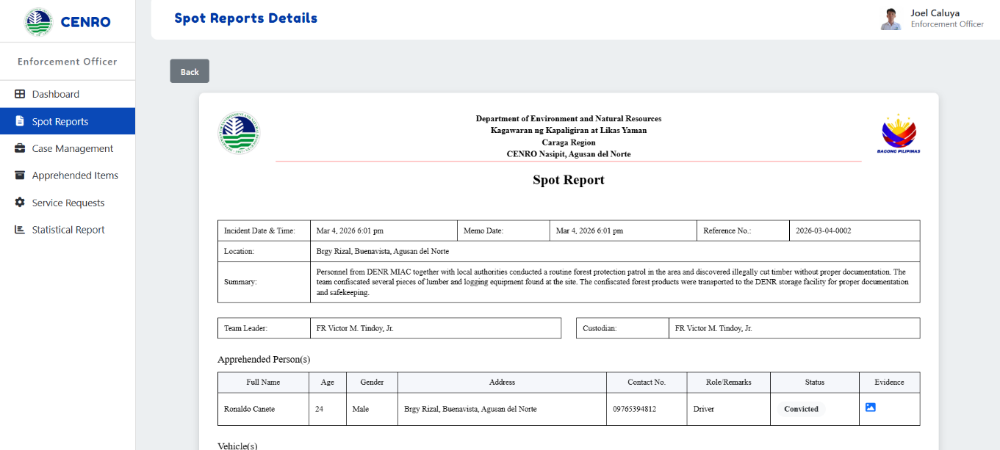 CENRO
Spot Reports Details
Joel Caluya
Enforcement Officer
Enforcement Officer
Dashboard
Spot Reports
Case Management
Apprehended Items
Service Requests
Statistical Report
Back
Department of Environment and Natural Resources
Kagawaran ng Kapaligiran at Likas Yaman
Caraga Region
CENRO Nasipit, Agusan del Norte
BAGONG PILIPINAS
Spot Report
Incident Date & Time: Mar 4, 2026 6:01 pm Memo Date: Mar 4, 2026 6:01 pm Reference No.: 2026-03-04-0002
Location: Brgy Rizal, Buenavista, Agusan del Norte
Summary: Personnel from DENR MIAC together with local authorities conducted a routine forest protection patrol in the area and discovered illegally cut timber without proper documentation. The
team confiscated several pieces of lumber and logging equipment found at the site. The confiscated forest products were transported to the DENR storage facility for proper documentation
and safekeeping.
Team Leader: FR Victor M. Tindoy, Jr. Custodian: FR Victor M. Tindoy, Jr.
Apprehended Person(s)
Full Name Age Gender Address Contact No. Role/Remarks Status Evidence
Ronaldo Canete 24 Male Brgy Rizal, Buenavista, Agusan del Norte 09765394812 Driver Convicted
Vehicle(s)